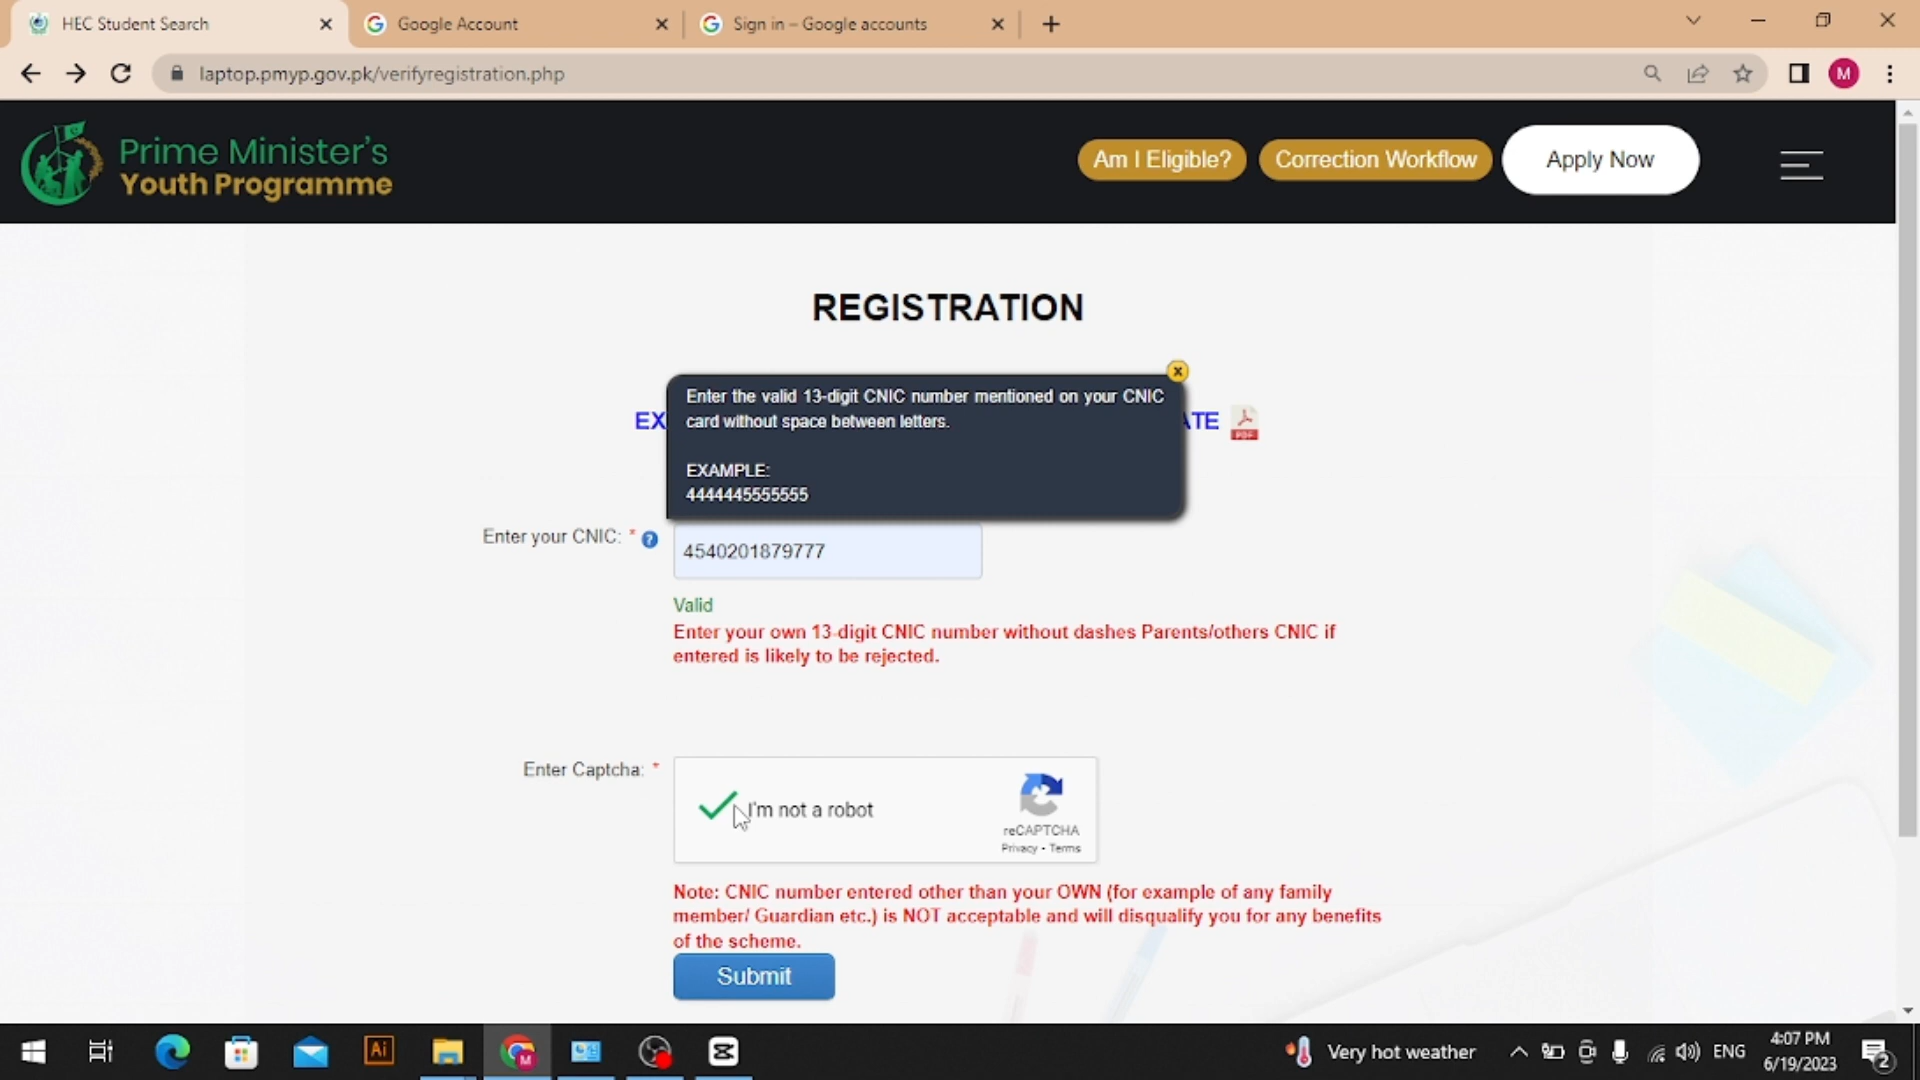 HEC Student Search
Google Account
Sign in – Google accounts
laptop.pmyp.gov.pk/verifyregistration.php
M
Prime Minister's
Youth Programme
Am I Eligible?
Correction Workflow
Apply Now
REGISTRATION
x
Enter the valid 13-digit CNIC number mentioned on your CNIC
card without space between letters.
EXAMPLE:
4444445555555
EX
ATE
PDF
Enter your CNIC: *
?
4540201879777
Valid
Enter your own 13-digit CNIC number without dashes Parents/others CNIC if
entered is likely to be rejected.
Enter Captcha: *
I'm not a robot
reCAPTCHA
Privacy - Terms
Note: CNIC number entered other than your OWN (for example of any family
member/ Guardian etc.) is NOT acceptable and will disqualify you for any benefits
of the scheme.
Submit
Ai
M
Very hot weather
ENG
4:07 PM
6/19/2023
2